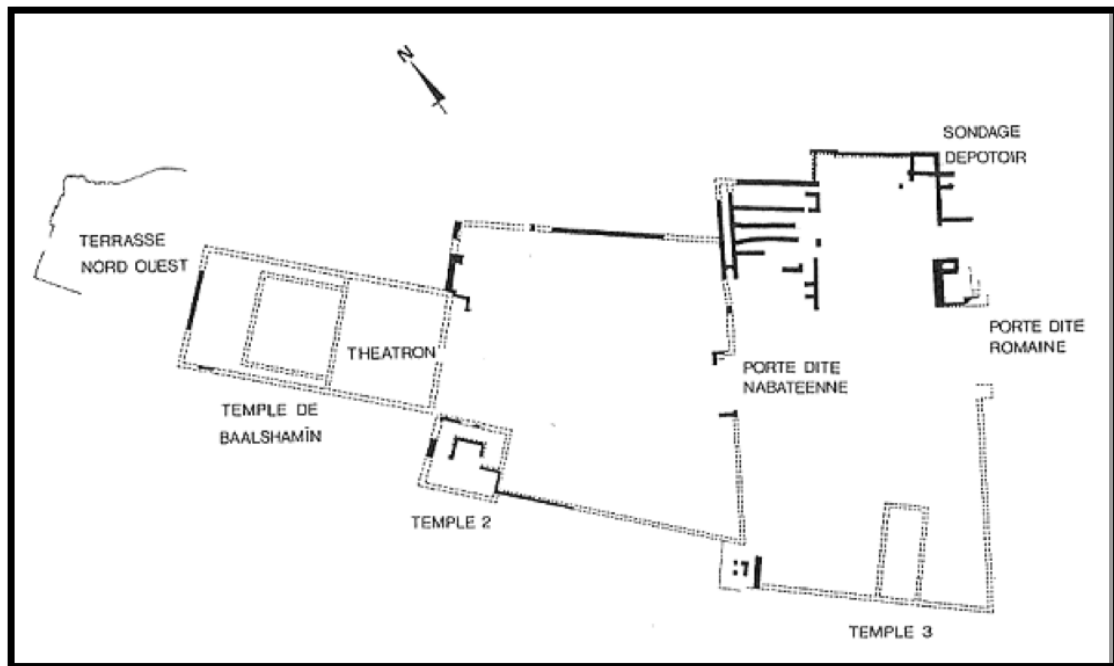 N
SONDAGE
DEPOTOIR
TERRASSE
NORD OUEST
THEATRON
PORTE DITE
ROMAINE
PORTE DITE
NABATEENNE
TEMPLE DE
BAALSHAMÎN
TEMPLE 2
TEMPLE 3